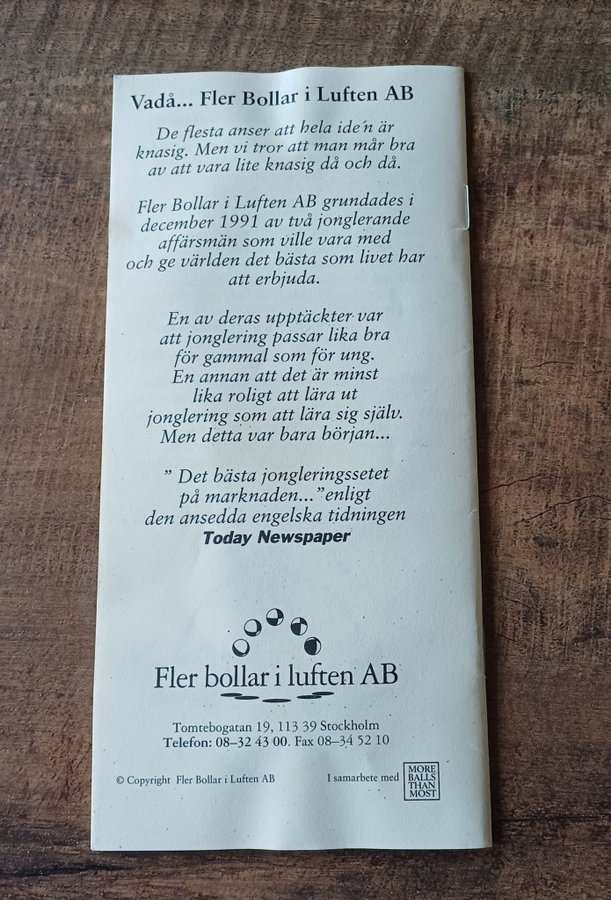 Vadå... Fler Bollar i Luften AB
De flesta anser att hela ide´n är
knasig. Men vi tror att man mår bra
av att vara lite knasig då och då.
Fler Bollar i Luften AB grundades i
december 1991 av två jonglerande
affärsmän som ville vara med
och ge världen det bästa som livet har
att erbjuda.
En av deras upptäckter var
att jonglering passar lika bra
för gammal som för ung.
En annan att det är minst
lika roligt att lära ut
jonglering som att lära sig själv.
Men detta var bara början...
” Det bästa jongleringssetet
på marknaden...”enligt
den ansedda engelska tidningen
Today Newspaper
Fler bollar i luften AB
Tomtebogatan 19, 113 39 Stockholm
Telefon: 08–32 43 00. Fax 08–34 52 10
© Copyright Fler Bollar i Luften AB
I samarbete med
MORE
BALLS
THAN
MOST